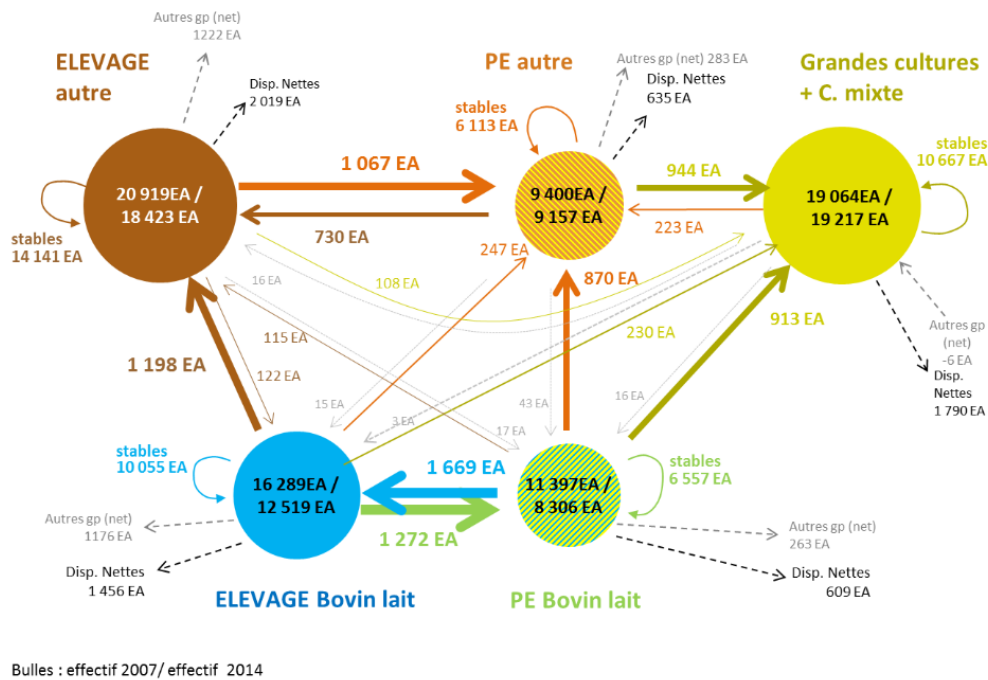 Autres gp (net)
1222 EA
ELEVAGE
autre
Disp. Nettes
2 019 EA
PE autre
Autres gp (net) 283 EA
Disp. Nettes
635 EA
Grandes cultures
+ C. mixte
stables
6 113 EA
stables
10 667 EA
1 067 EA
944 EA
20 919EA /
18 423 EA
9 400EA /
9 157 EA
19 064EA /
19 217 EA
stables
14 141 EA
730 EA
247 EA
223 EA
16 EA
108 EA
870 EA
115 EA
230 EA
913 EA
Autres gp
(net)
-6 EA
Disp.
Nettes
1 790 EA
1 198 EA
122 EA
15 EA
3 EA
43 EA
16 EA
17 EA
stables
10 055 EA
1 669 EA
stables
6 557 EA
16 289EA /
12 519 EA
11 397EA /
8 306 EA
1 272 EA
Autres gp (net)
1176 EA
Autres gp (net)
263 EA
Disp. Nettes
1 456 EA
Disp. Nettes
609 EA
ELEVAGE Bovin lait
PE Bovin lait
Bulles : effectif 2007/ effectif 2014